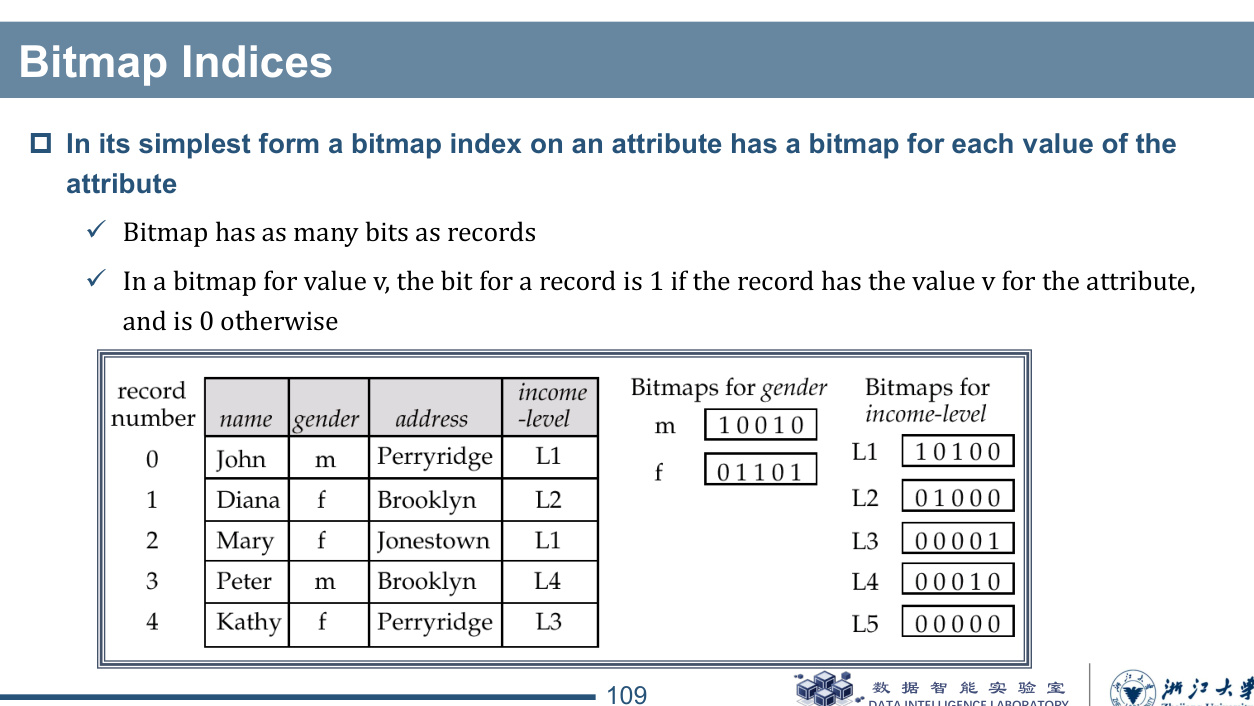 Bitmap Indices
In its simplest form a bitmap index on an attribute has a bitmap for each value of the
attribute
Bitmap has as many bits as records
In a bitmap for value v, the bit for a record is 1 if the record has the value v for the attribute,
and is 0 otherwise
record
number name gender address income
-level
0 John m Perryridge L1
1 Diana f Brooklyn L2
2 Mary f Jonestown L1
3 Peter m Brooklyn L4
4 Kathy f Perryridge L3
Bitmaps for gender
m 10010
f 01101
Bitmaps for
income-level
L1 10100
L2 01000
L3 00001
L4 00010
L5 00000
109
数据智能实验室
DATA INTELLIGENCE LABORATORY
浙江大学